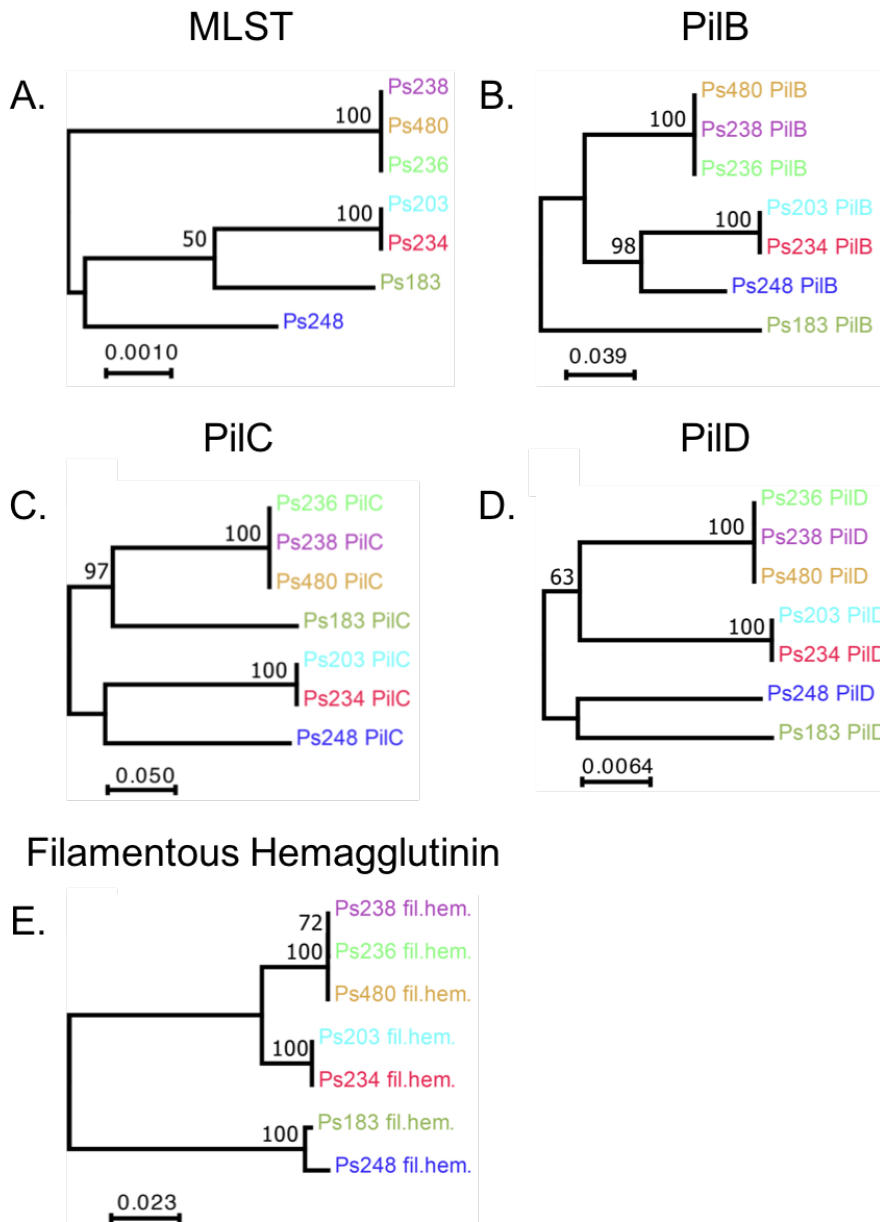 MLST
A.
Ps238
100
Ps480
Ps236
Ps203
100
Ps234
50
Ps183
Ps248
0.0010
PilB
B.
Ps480 PilB
100
Ps238 PilB
Ps236 PilB
Ps203 PilB
100
Ps234 PilB
98
Ps248 PilB
Ps183 PilB
0.039
PilC
C.
Ps236 PilC
100
Ps238 PilC
Ps480 PilC
97
Ps183 PilC
Ps203 PilC
100
Ps234 PilC
Ps248 PilC
0.050
PilD
D.
Ps236 PilD
100
Ps238 PilD
Ps480 PilD
63
Ps203 PilD
100
Ps234 PilD
Ps248 PilD
Ps183 PilD
0.0064
Filamentous Hemagglutinin
E.
Ps238 fil.hem.
72
100
Ps236 fil.hem.
Ps480 fil.hem.
Ps203 fil.hem.
100
Ps234 fil.hem.
Ps183 fil.hem.
100
Ps248 fil.hem.
0.023